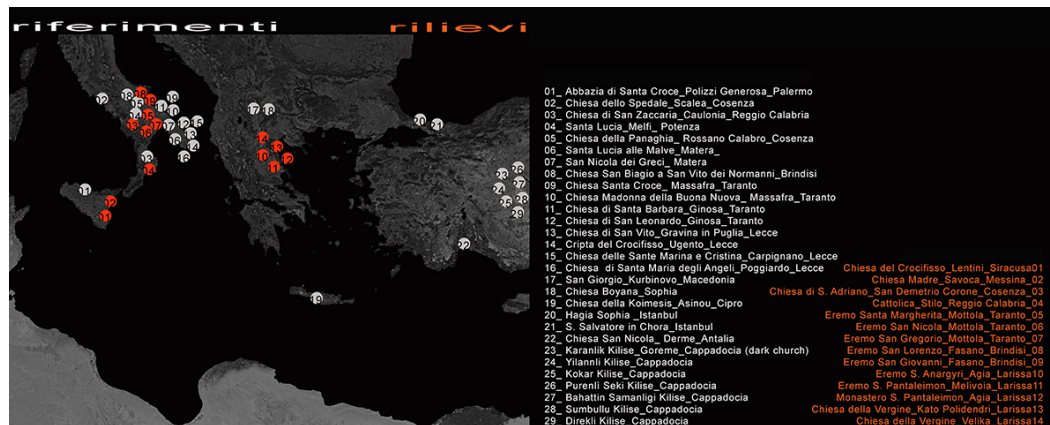 riferimenti
rilievi
01_ Abbazia di Santa Croce_Polizzi Generosa_Palermo
02_ Chiesa dello Spedale_Scalea_Cosenza
03_ Chiesa di San Zaccaria_Caulonia_Reggio Calabria
04_ Santa Lucia_Melfi_ Potenza
05_ Chiesa della Panaghia_ Rossano Calabro_Cosenza
06_ Santa Lucia alle Malve_Matera_
07_ San Nicola dei Greci_ Matera
08_ Chiesa San Biagio a San Vito dei Normanni_Brindisi
09_ Chiesa Santa Croce_ Massafra_Taranto
10_ Chiesa Madonna della Buona Nuova_ Massafra_Taranto
11_ Chiesa di Santa Barbara_Ginosa_Taranto
12_ Chiesa di San Leonardo_Ginosa_Taranto
13_ Chiesa di San Vito_Gravina in Puglia_Lecce
14_ Cripta del Crocifisso_Ugento_Lecce
15_ Chiesa delle Sante Marina e Cristina_Carpignano_Lecce
16_ Chiesa di Santa Maria degli Angeli_Poggiardo_Lecce
17_ San Giorgio_Kurbinovo_Macedonia
18_ Chiesa Boyana_Sophia
19_ Chiesa della Koimesis_Asinou_Cipro
20_ Hagia Sophia _Istanbul
21_ S. Salvatore in Chora_Istanbul
22_ Chiesa San Nicola_ Derme_Antalia
23_ Karanlik Kilise_Goreme_Cappadocia (dark church)
24_ Yilannli Kilise_Cappadocia
25_ Kokar Kilise_Cappadocia
26_ Purenli Seki Kilise_Cappadocia
27_ Bahattin Samanligi Kilise_Cappadocia
28_ Sumbullu Kilise_Cappadocia
29_ Direkli Kilise_Cappadocia
Chiesa del Crocifisso_Lentini_Siracusa01
Chiesa Madre_Savoca_Messina_02
Chiesa di S. Adriano_San Demetrio Corone_Cosenza_03
Cattolica_Stilo_Reggio Calabria_04
Eremo Santa Margherita_Mottola_Taranto_05
Eremo San Nicola_Mottola_Taranto_06
Eremo San Gregorio_Mottola_Taranto_07
Eremo San Lorenzo_Fasano_Brindisi_08
Eremo San Giovanni_Fasano_Brindisi_09
Eremo S. Anargyri_Agia_Larissa10
Eremo S. Pantaleimon_Melivoia_Larissa11
Monastero S. Pantaleimon_Agia_Larissa12
Chiesa della Vergine_Kato Polidendri_Larissa13
Chiesa della Vergine_Velika_Larissa14